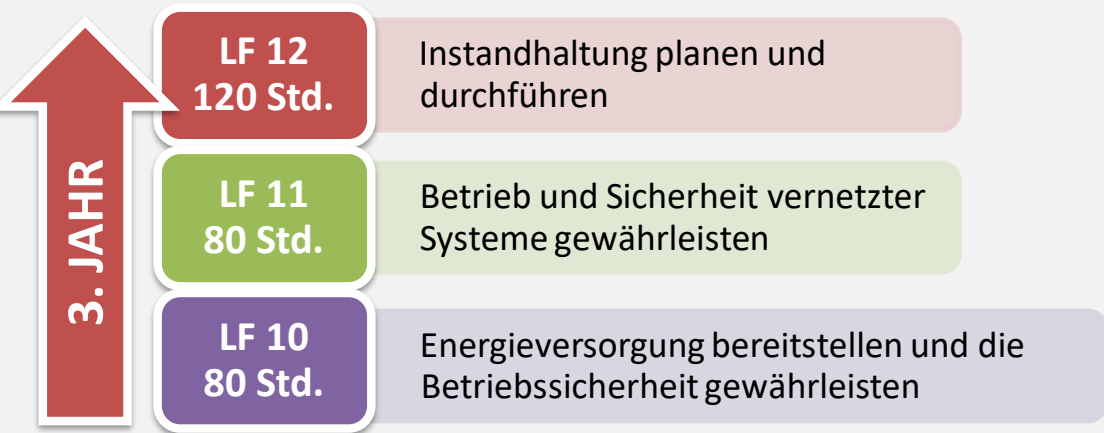 3. JAHR
LF 12
120 Std.
Instandhaltung planen und
durchführen
LF 11
80 Std.
Betrieb und Sicherheit vernetzter
Systeme gewährleisten
LF 10
80 Std.
Energieversorgung bereitstellen und die
Betriebssicherheit gewährleisten